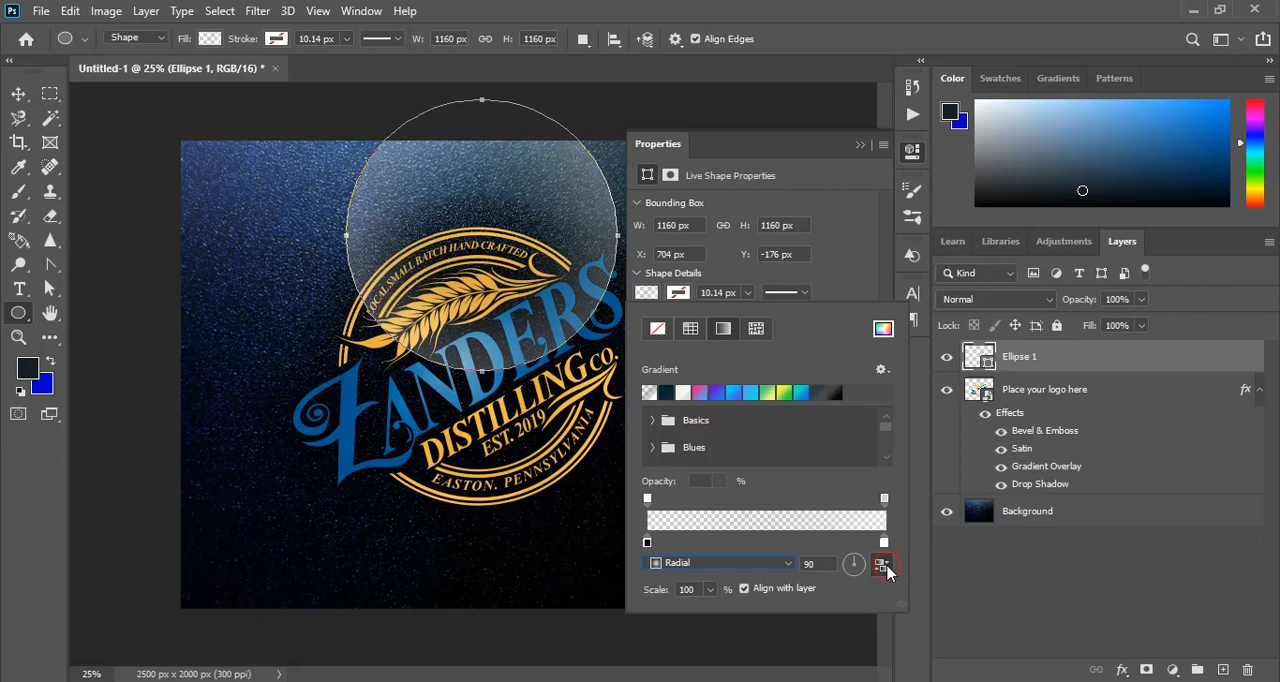 Ps File Edit Image Layer Type Select Filter 3D View Window Help
Shape Fill: Stroke: 10.14 px W: 1160 px H: 1160 px Align Edges
Untitled-1 @ 25% (Ellipse 1, RGB/16) *
LOCAL SMALL BATCH HAND CRAFTED
ZANDERS
DISTILLING CO.
EST. 2019
EASTON, PENNSYLVANIA
25% 2500 px x 2000 px (300 ppi)
Properties
Live Shape Properties
Bounding Box
W: 1160 px H: 1160 px
X: 704 px Y: -176 px
Shape Details
10.14 px
Gradient
Basics
Blues
Opacity: %
Radial 90
Scale: 100 % Align with layer
Color Swatches Gradients Patterns
Learn Libraries Adjustments Layers
Kind
Normal Opacity: 100%
Lock: Fill: 100%
Ellipse 1
Place your logo here fx
Effects
Bevel & Emboss
Satin
Gradient Overlay
Drop Shadow
Background
fx